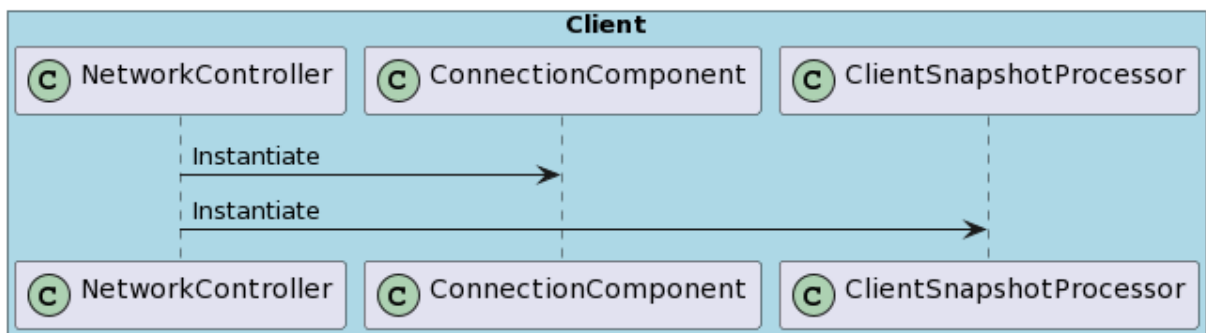 Client
C NetworkController
C ConnectionComponent
C ClientSnapshotProcessor
Instantiate
Instantiate
C NetworkController
C ConnectionComponent
C ClientSnapshotProcessor